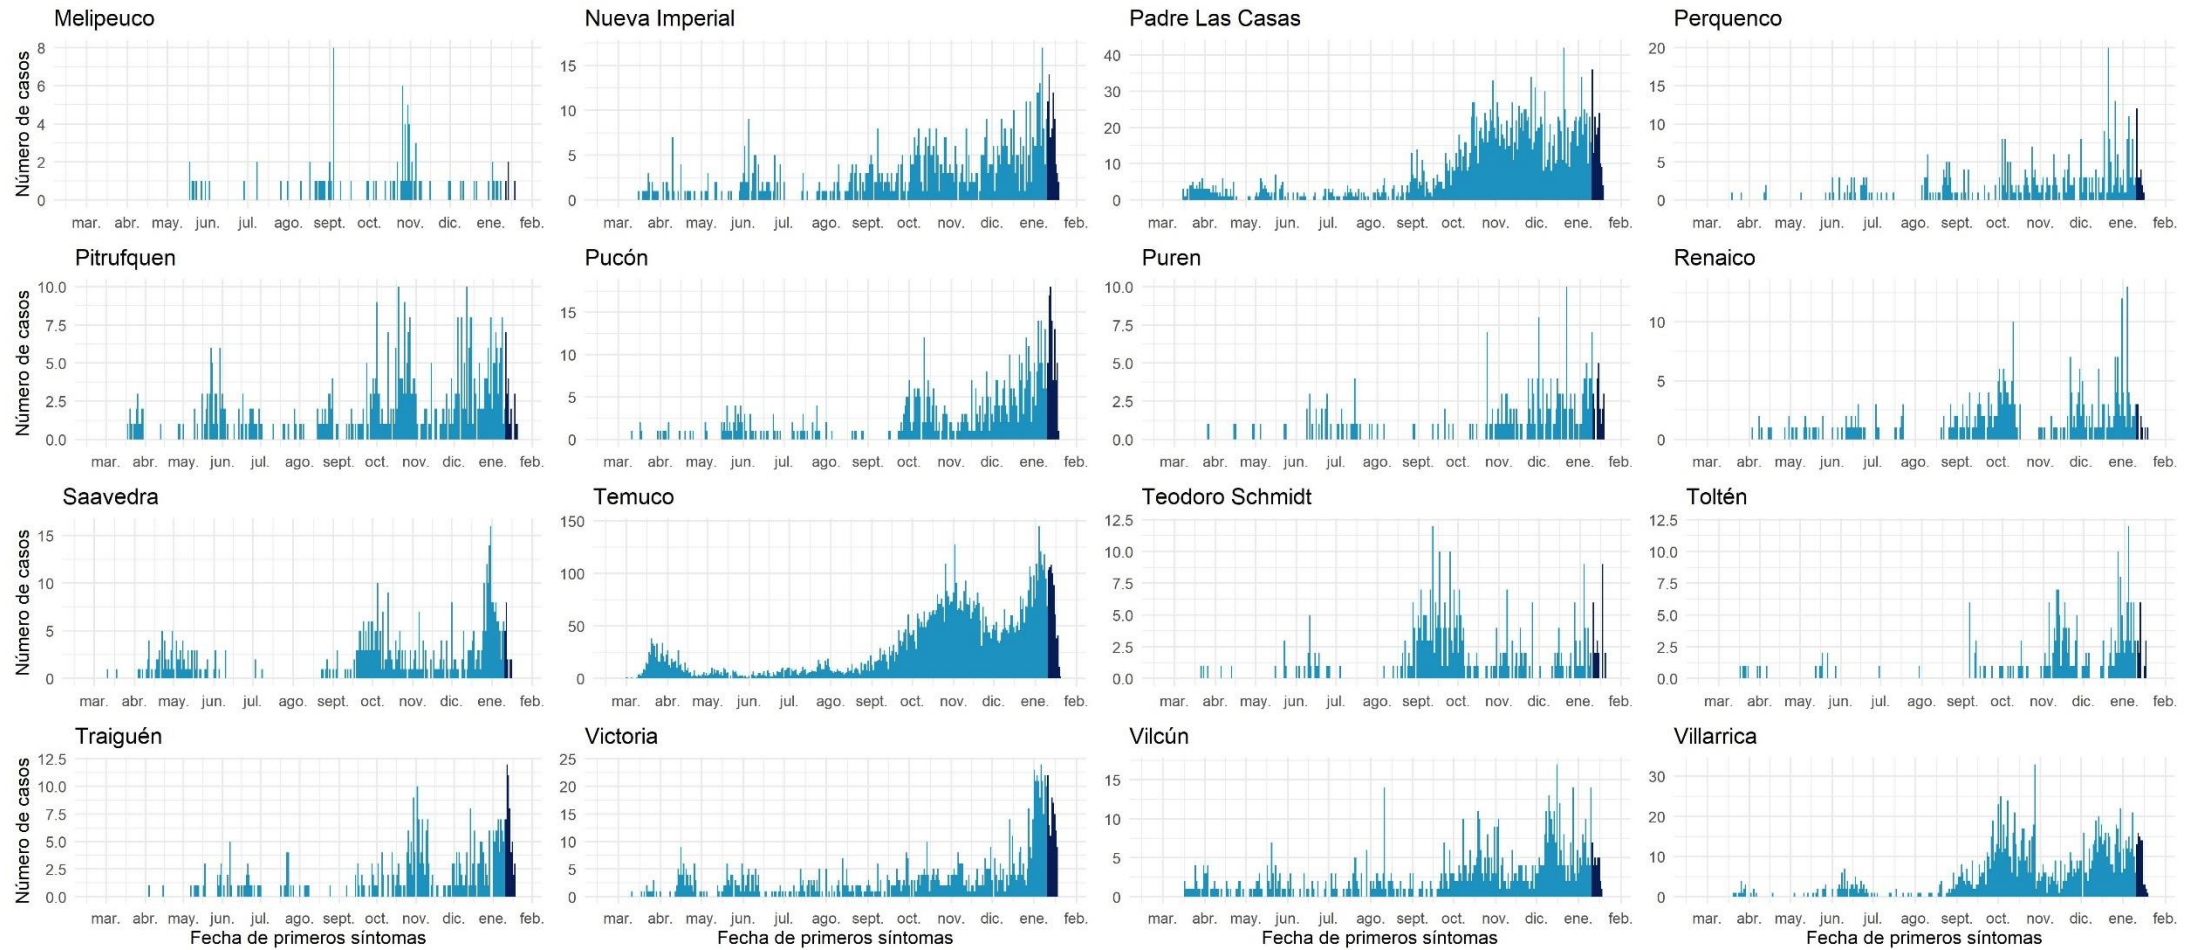 Melipeuco
Nueva Imperial
Padre Las Casas
Perquenco
Número de casos
8
6
4
2
0
15
10
5
0
40
30
20
10
0
20
15
10
5
0
mar. abr. may. jun. jul. ago. sept. oct. nov. dic. ene. feb.
mar. abr. may. jun. jul. ago. sept. oct. nov. dic. ene. feb.
mar. abr. may. jun. jul. ago. sept. oct. nov. dic. ene. feb.
mar. abr. may. jun. jul. ago. sept. oct. nov. dic. ene. feb.
Pitrufquen
Pucón
Puren
Renaico
Número de casos
10.0
7.5
5.0
2.5
0.0
15
10
5
0
10.0
7.5
5.0
2.5
0.0
10
5
0
mar. abr. may. jun. jul. ago. sept. oct. nov. dic. ene. feb.
mar. abr. may. jun. jul. ago. sept. oct. nov. dic. ene. feb.
mar. abr. may. jun. jul. ago. sept. oct. nov. dic. ene. feb.
mar. abr. may. jun. jul. ago. sept. oct. nov. dic. ene. feb.
Saavedra
Temuco
Teodoro Schmidt
Toltén
Número de casos
15
10
5
0
150
100
50
0
12.5
10.0
7.5
5.0
2.5
0.0
12.5
10.0
7.5
5.0
2.5
0.0
mar. abr. may. jun. jul. ago. sept. oct. nov. dic. ene. feb.
mar. abr. may. jun. jul. ago. sept. oct. nov. dic. ene. feb.
mar. abr. may. jun. jul. ago. sept. oct. nov. dic. ene. feb.
mar. abr. may. jun. jul. ago. sept. oct. nov. dic. ene. feb.
Traiguén
Victoria
Vilcún
Villarrica
Número de casos
12.5
10.0
7.5
5.0
2.5
0.0
25
20
15
10
5
0
15
10
5
0
30
20
10
0
mar. abr. may. jun. jul. ago. sept. oct. nov. dic. ene. feb.
mar. abr. may. jun. jul. ago. sept. oct. nov. dic. ene. feb.
mar. abr. may. jun. jul. ago. sept. oct. nov. dic. ene. feb.
mar. abr. may. jun. jul. ago. sept. oct. nov. dic. ene. feb.
Fecha de primeros síntomas
Fecha de primeros síntomas
Fecha de primeros síntomas
Fecha de primeros síntomas